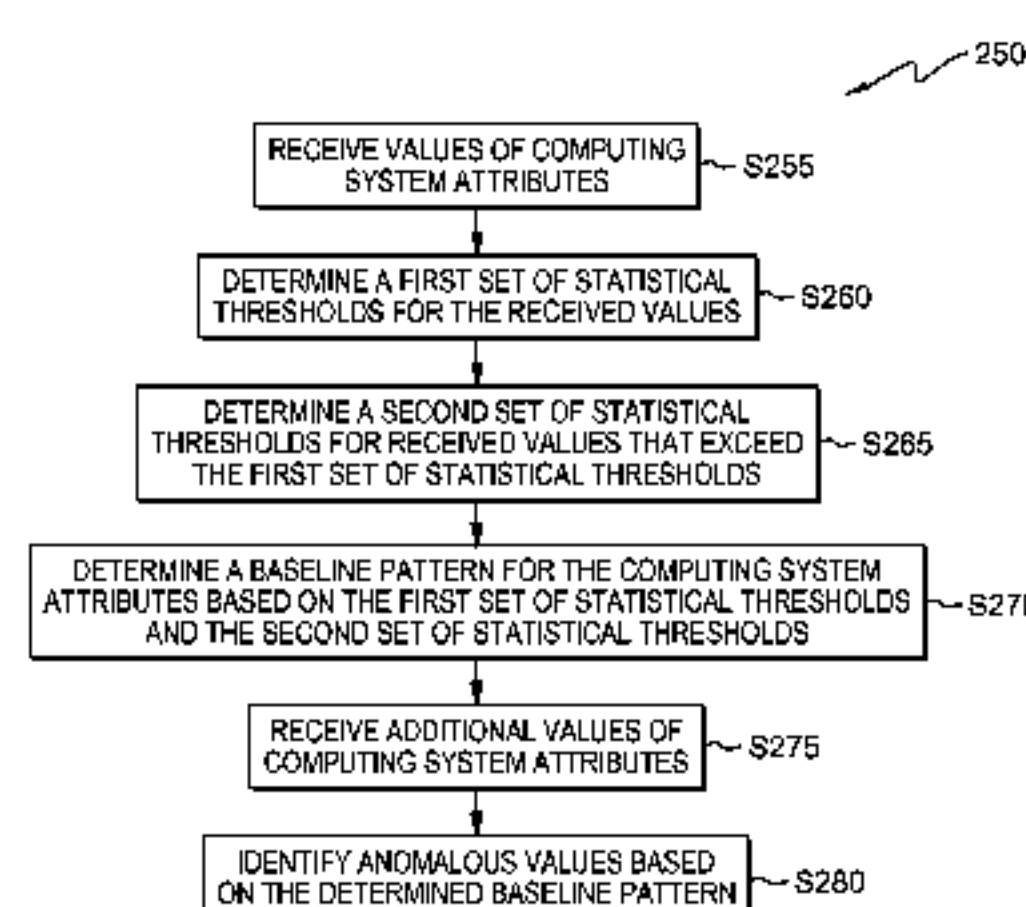 250
RECEIVE VALUES OF COMPUTING
SYSTEM ATTRIBUTES
S255
DETERMINE A FIRST SET OF STATISTICAL
THRESHOLDS FOR THE RECEIVED VALUES
S260
DETERMINE A SECOND SET OF STATISTICAL
THRESHOLDS FOR RECEIVED VALUES THAT EXCEED
THE FIRST SET OF STATISTICAL THRESHOLDS
S265
DETERMINE A BASELINE PATTERN FOR THE COMPUTING SYSTEM
ATTRIBUTES BASED ON THE FIRST SET OF STATISTICAL THRESHOLDS
AND THE SECOND SET OF STATISTICAL THRESHOLDS
RECEIVE ADDITIONAL VALUES OF
COMPUTING SYSTEM ATTRIBUTES
S275
IDENTIFY ANOMALOUS VALUES BASED
ON THE DETERMINED BASELINE PATTERN
S280